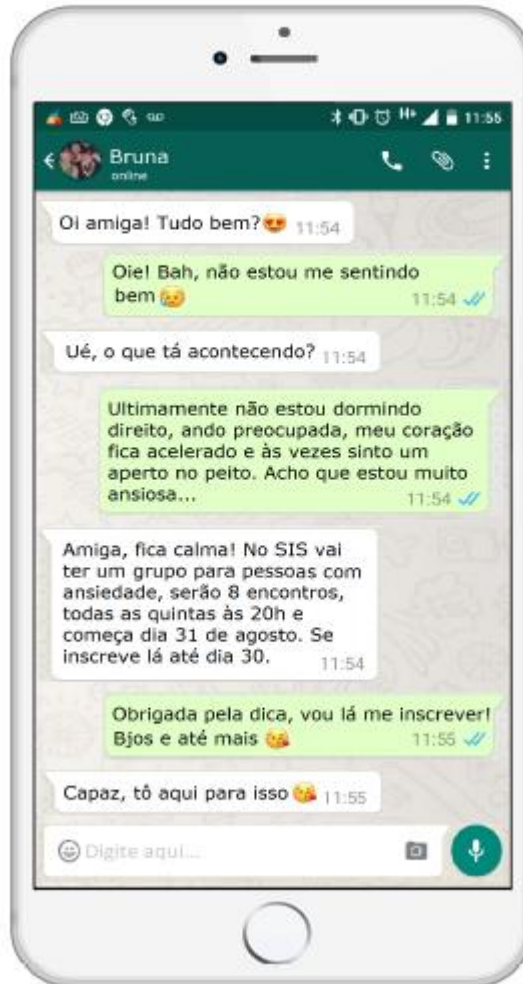 H+ 11:55
Bruna
online
Oi amiga! Tudo bem? 11:54
Oie! Bah, não estou me sentindo
bem 11:54
Ué, o que tá acontecendo? 11:54
Ultimamente não estou dormindo
direito, ando preocupada, meu coração
fica acelerado e às vezes sinto um
aperto no peito. Acho que estou muito
ansiosa... 11:54
Amiga, fica calma! No SIS vai
ter um grupo para pessoas com
ansiedade, serão 8 encontros,
todas as quintas às 20h e
começa dia 31 de agosto. Se
inscreve lá até dia 30. 11:54
Obrigada pela dica, vou lá me inscrever!
Bjos e até mais 11:55
Capaz, tô aqui para isso 11:55
Digite aqui...